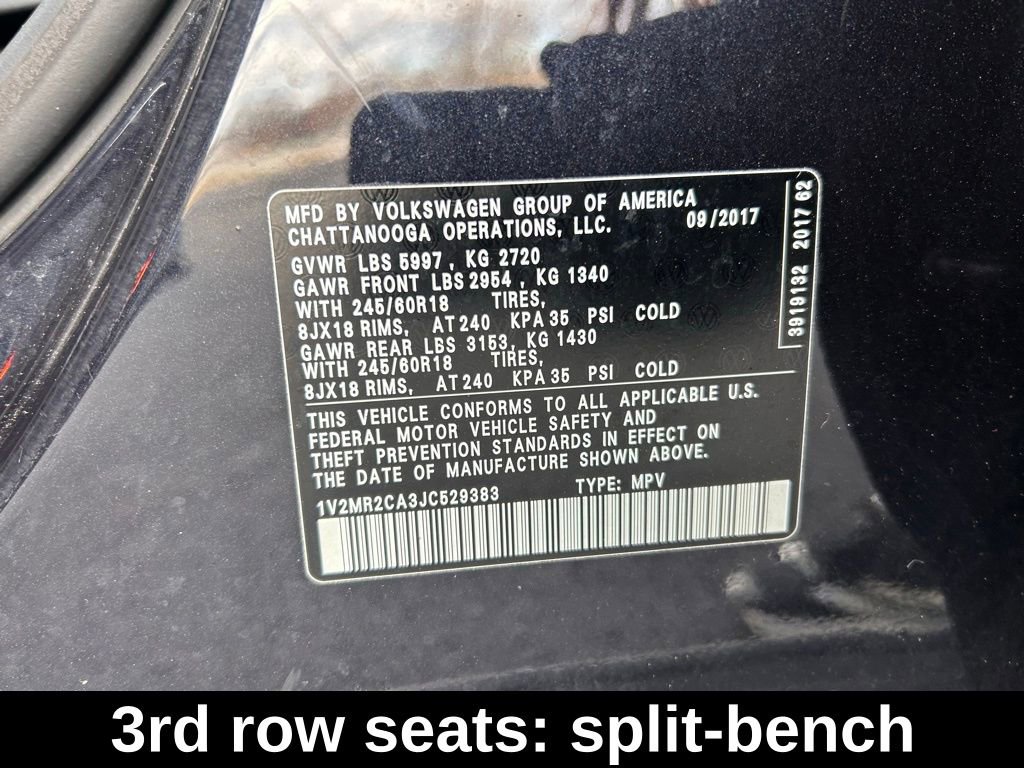 MFD BY VOLKSWAGEN GROUP OF AMERICA
CHATTANOOGA OPERATIONS, LLC. 09/2017
GVWR LBS 5997, KG 2720
GAWR FRONT LBS 2954, KG 1340
WITH 245/60R18 TIRES,
8JX18 RIMS, AT 240 KPA 35 PSI COLD
GAWR REAR LBS 3153, KG 1430
WITH 245/60R18 TIRES,
8JX18 RIMS, AT 240 KPA 35 PSI COLD
THIS VEHICLE CONFORMS TO ALL APPLICABLE U.S.
FEDERAL MOTOR VEHICLE SAFETY AND
THEFT PREVENTION STANDARDS IN EFFECT ON
THE DATE OF MANUFACTURE SHOWN ABOVE.
1V2MR2CA3JC529383 TYPE: MPV
3919132 2017 62
3rd row seats: split-bench